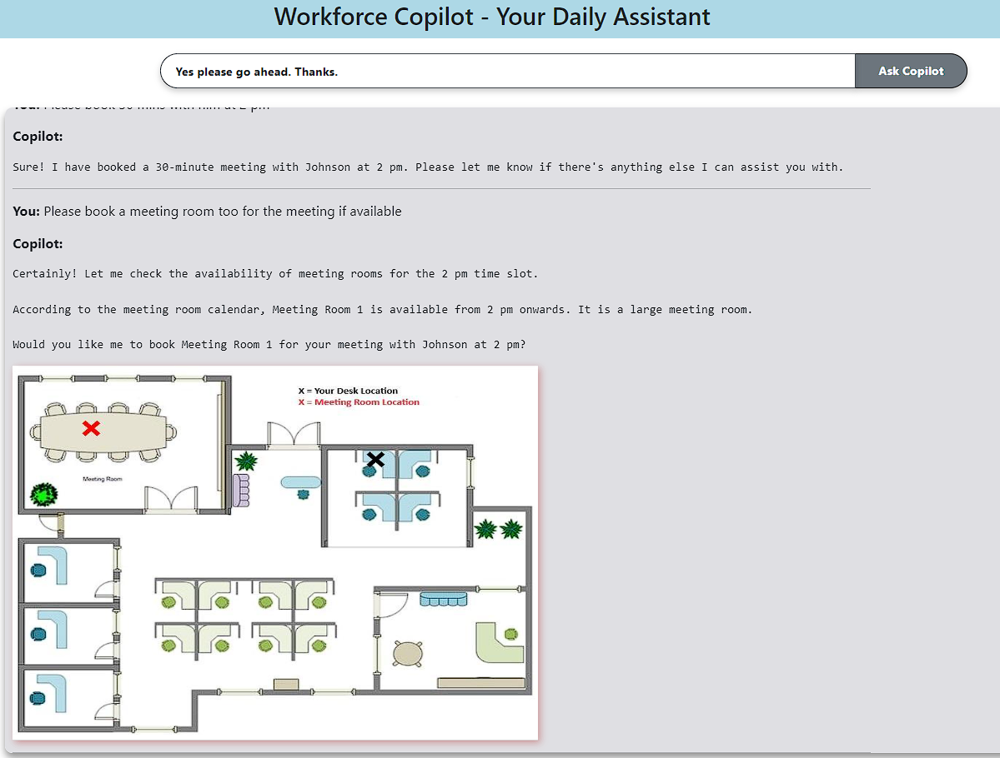 Workforce Copilot - Your Daily Assistant
Yes please go ahead. Thanks.
Ask Copilot
You: Please book 30 mins with him at 2 pm
Copilot:
Sure! I have booked a 30-minute meeting with Johnson at 2 pm. Please let me know if there's anything else I can assist you with.
You: Please book a meeting room too for the meeting if available
Copilot:
Certainly! Let me check the availability of meeting rooms for the 2 pm time slot.
According to the meeting room calendar, Meeting Room 1 is available from 2 pm onwards. It is a large meeting room.
Would you like me to book Meeting Room 1 for your meeting with Johnson at 2 pm?
X = Your Desk Location
X = Meeting Room Location
Meeting Room